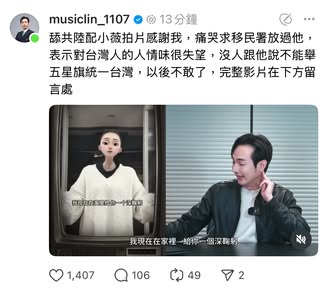 musiclin_1107 13分鐘
舔共陸配小薇拍片感謝我，痛哭求移民署放過他，
表示對台灣人的人情味很失望，沒人跟他說不能舉
五星旗統一台灣，以後不敢了，完整影片在下方留
言處
我現在在家裡給你一个深鞠躬
我現在在家裡 給你一個深鞠躬
1,407 106 49 2